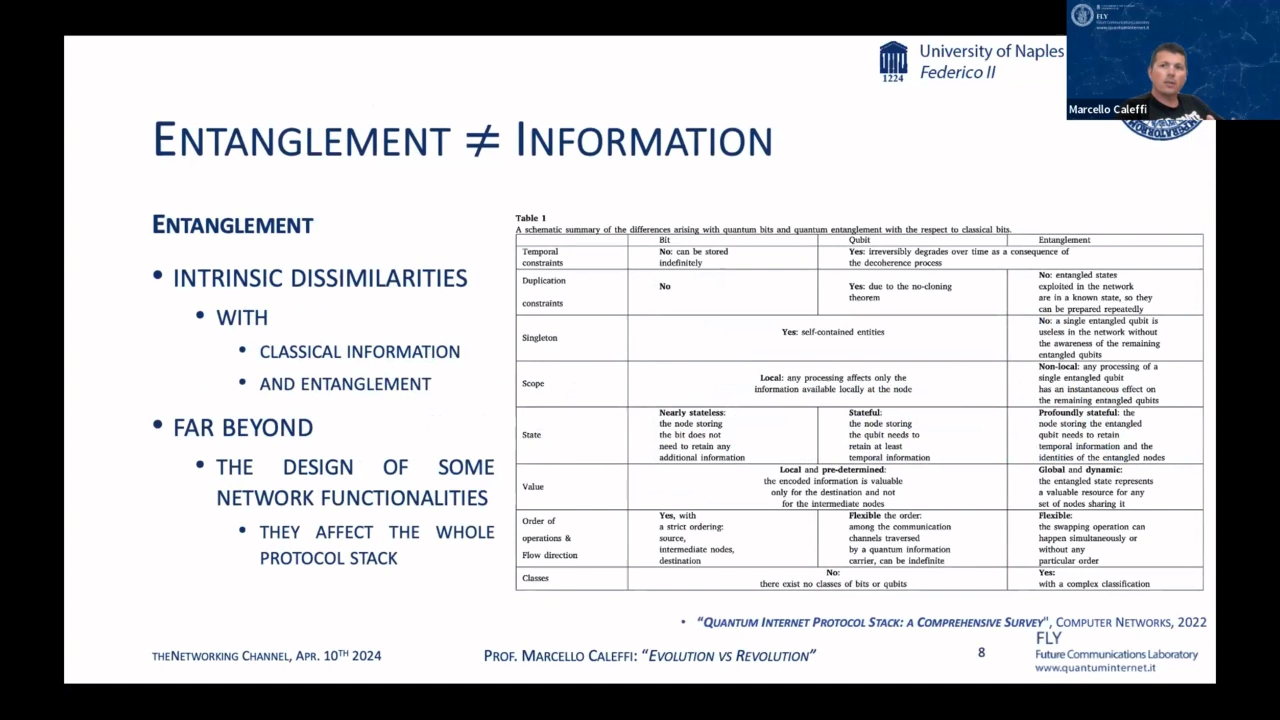 University of Naples
Federico II
1224
FLY
www.quantuminternet.it
Marcello Caleffi
ENTANGLEMENT ≠ INFORMATION
ENTANGLEMENT
• INTRINSIC DISSIMILARITIES
• WITH
• CLASSICAL INFORMATION
• AND ENTANGLEMENT
• FAR BEYOND
• THE DESIGN OF SOME
NETWORK FUNCTIONALITIES
• THEY AFFECT THE WHOLE
PROTOCOL STACK
Table 1
A schematic summary of the differences arising with quantum bits and quantum entanglement with the respect to classical bits.
Bit Qubit Entanglement
Temporal
constraints
No: can be stored
indefinitely
Yes: irreversibly degrades over time as a consequence of
the decoherence process
Duplication
constraints
No
Yes: due to the no-cloning
theorem
No: entangled states
exploited in the network
are in a known state, so they
can be prepared repeatedly
Singleton
Yes: self-contained entities
No: a single entangled qubit is
useless in the network without
the awareness of the remaining
entangled qubits
Scope
Local: any processing affects only the
information available locally at the node
Non-local: any processing of a
single entangled qubit
has an instantaneous effect on
the remaining entangled qubits
State
Nearly stateless:
the node storing
the bit does not
need to retain any
additional information
Stateful:
the node storing
the qubit needs to
retain at least
temporal information
Profoundly stateful: the
node storing the entangled
qubit needs to retain
temporal information and the
identities of the entangled nodes
Value
Local and pre-determined:
the encoded information is valuable
only for the destination and not
for the intermediate nodes
Global and dynamic:
the entangled state represents
a valuable resource for any
set of nodes sharing it
Order of
operations &
Flow direction
Yes, with
a strict ordering:
source,
intermediate nodes,
destination
Flexible the order:
among the communication
channels traversed
by a quantum information
carrier, can be indefinite
Flexible:
the swapping operation can
happen simultaneously or
without any
particular order
Classes
No:
there exist no classes of bits or qubits
Yes:
with a complex classification
• "QUANTUM INTERNET PROTOCOL STACK: A COMPREHENSIVE SURVEY", COMPUTER NETWORKS, 2022
THENETWORKING CHANNEL, APR. 10TH 2024
PROF. MARCELLO CALEFFI: "EVOLUTION VS REVOLUTION"
8
FLY
Future Communications Laboratory
www.quantuminternet.it